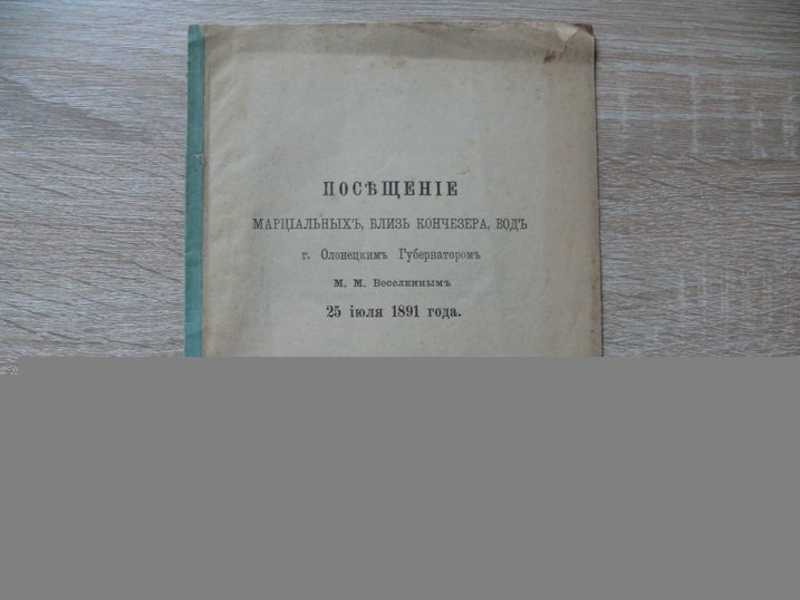 ПОСѢЩЕНІЕ
МАРЦІАЛЬНЫХЪ, БЛИЗЬ КОНЧЕЗЕРА, ВОДЪ
г. Олонецкимъ Губернаторомъ
М. М. Веселкинымъ
25 іюля 1891 года.